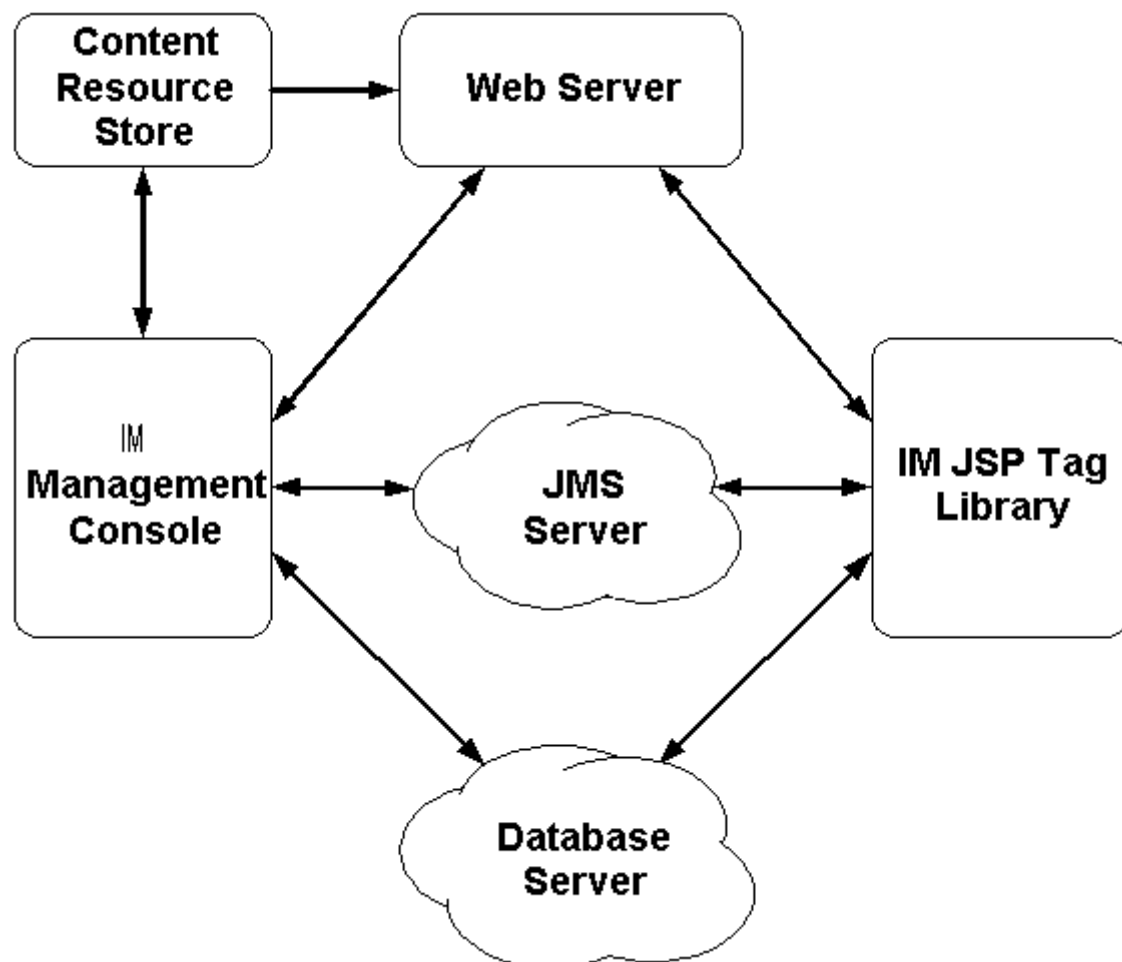 Content
Resource
Store
Web Server
IM
Management
Console
JMS
Server
IM JSP Tag
Library
Database
Server